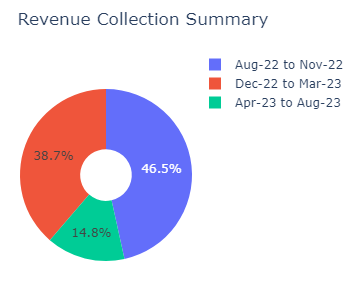 Revenue Collection Summary
Aug-22 to Nov-22
Dec-22 to Mar-23
Apr-23 to Aug-23
38.7%
46.5%
14.8%